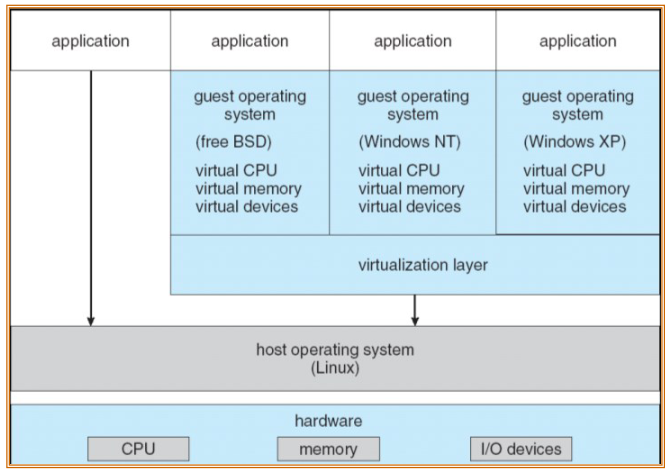 application
application
application
application
guest operating
system
(free BSD)
virtual CPU
virtual memory
virtual devices
guest operating
system
(Windows NT)
virtual CPU
virtual memory
virtual devices
guest operating
system
(Windows XP)
virtual CPU
virtual memory
virtual devices
virtualization layer
host operating system
(Linux)
hardware
CPU
memory
I/O devices